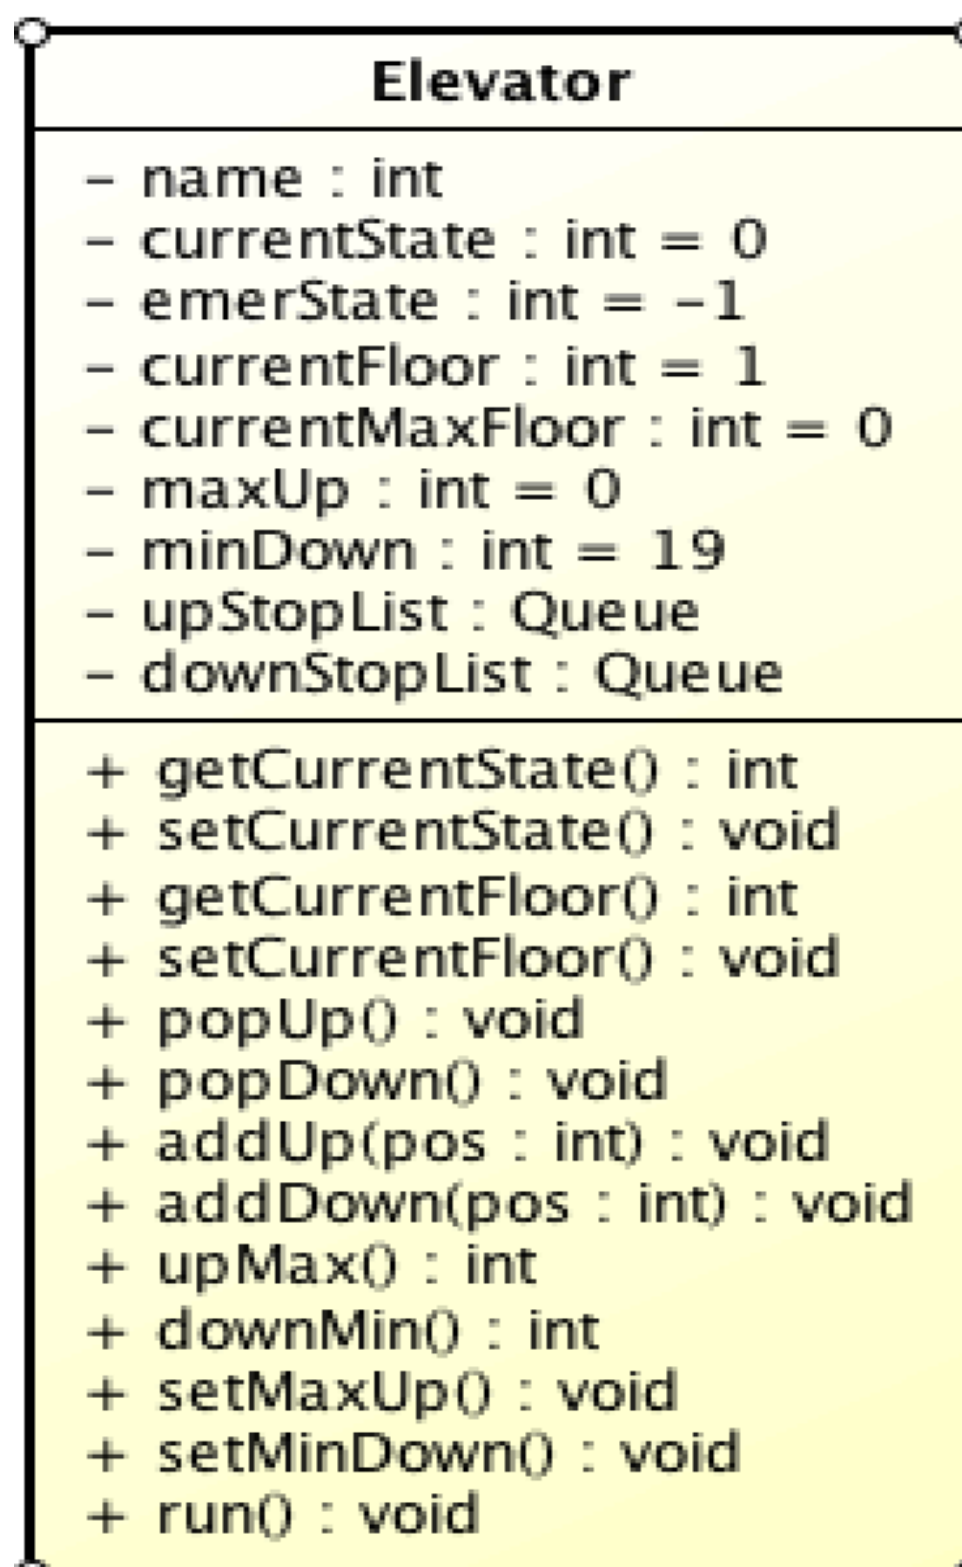 Elevator
– name : int
– currentState : int = 0
– emerState : int = –1
– currentFloor : int = 1
– currentMaxFloor : int = 0
– maxUp : int = 0
– minDown : int = 19
– upStopList : Queue
– downStopList : Queue
+ getCurrentState() : int
+ setCurrentState() : void
+ getCurrentFloor() : int
+ setCurrentFloor() : void
+ popUp() : void
+ popDown() : void
+ addUp(pos : int) : void
+ addDown(pos : int) : void
+ upMax() : int
+ downMin() : int
+ setMaxUp() : void
+ setMinDown() : void
+ run() : void